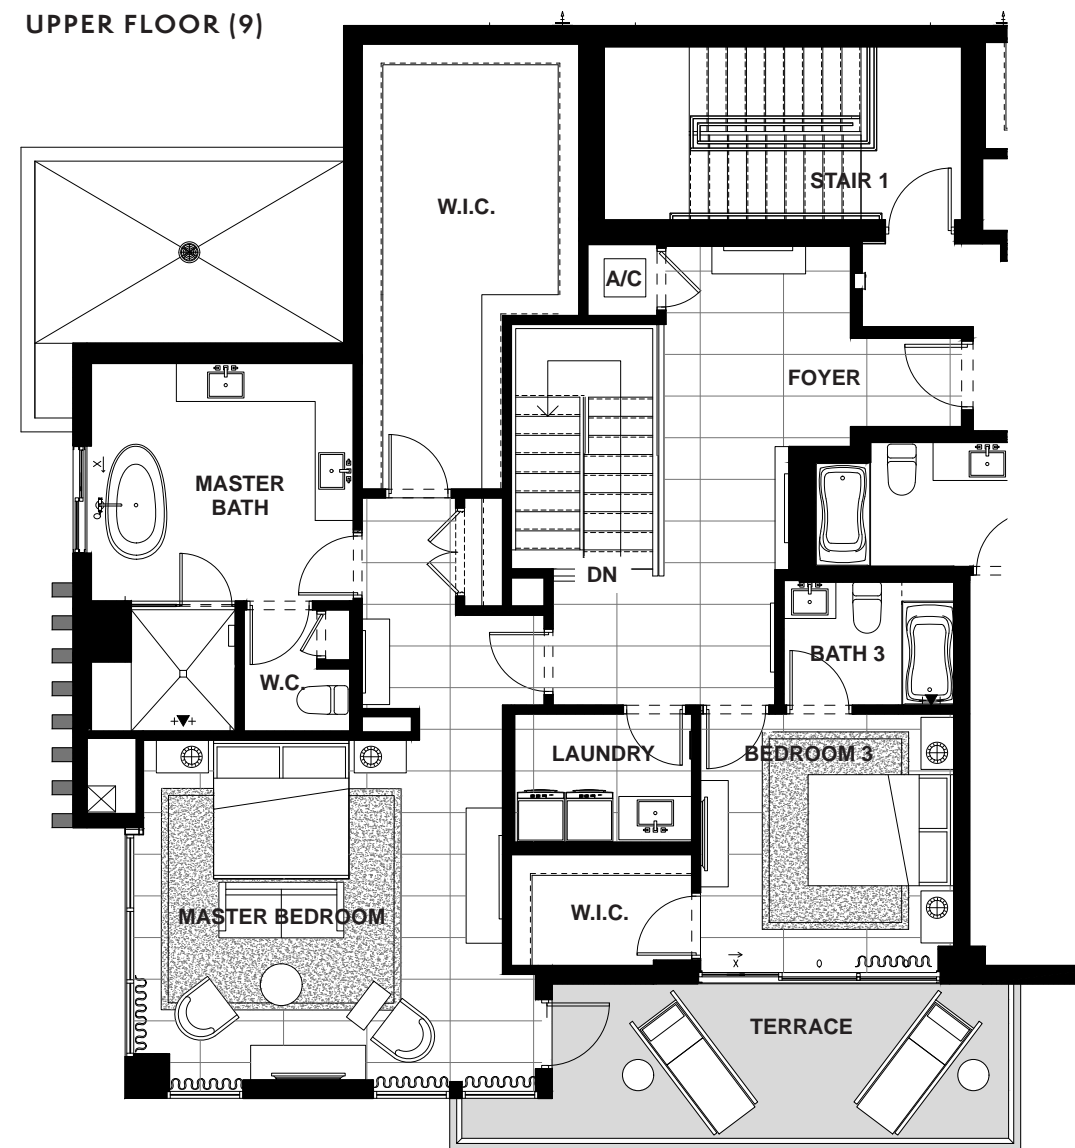 UPPER FLOOR (9)
STAIR 1
W.I.C.
A/C
FOYER
MASTER
BATH
DN
BATH 3
W.C.
LAUNDRY
BEDROOM 3
MASTER BEDROOM
W.I.C.
TERRACE